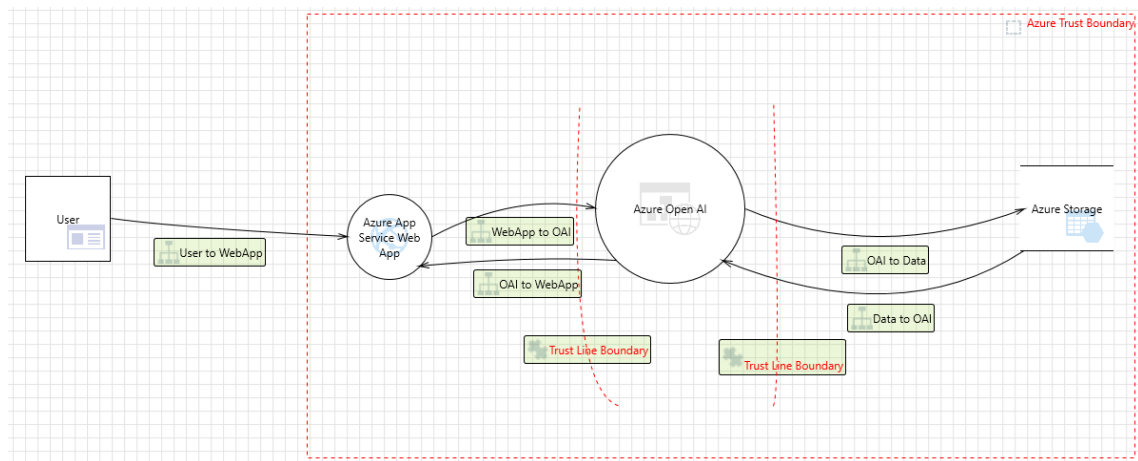 Azure Trust Boundary
User
User to WebApp
Azure App
Service Web
App
WebApp to OAI
OAI to WebApp
Trust Line Boundary
Azure Open AI
Trust Line Boundary
OAI to Data
Data to OAI
Azure Storage